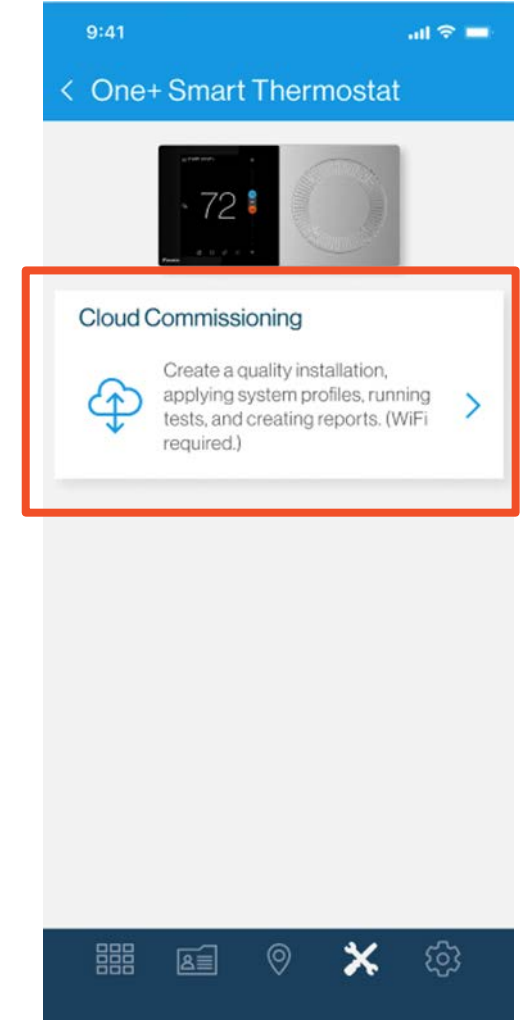 9:41
One+ Smart Thermostat
72
Cloud Commissioning
Create a quality installation,
applying system profiles, running
tests, and creating reports. (WiFi
required.)